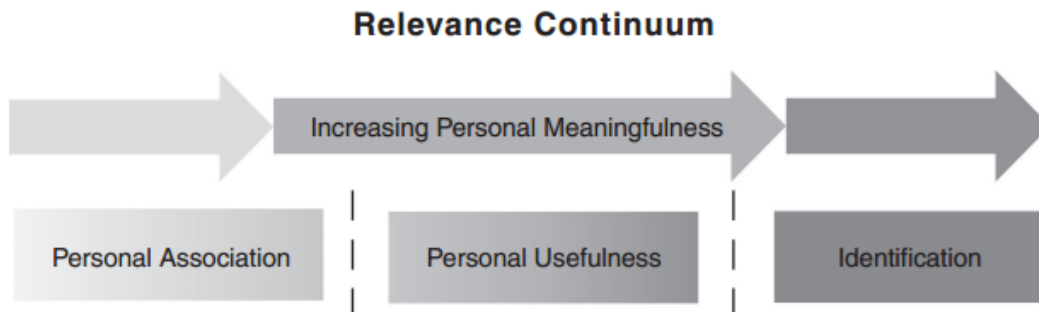 Relevance Continuum
Increasing Personal Meaningfulness
Personal Association
Personal Usefulness
Identification